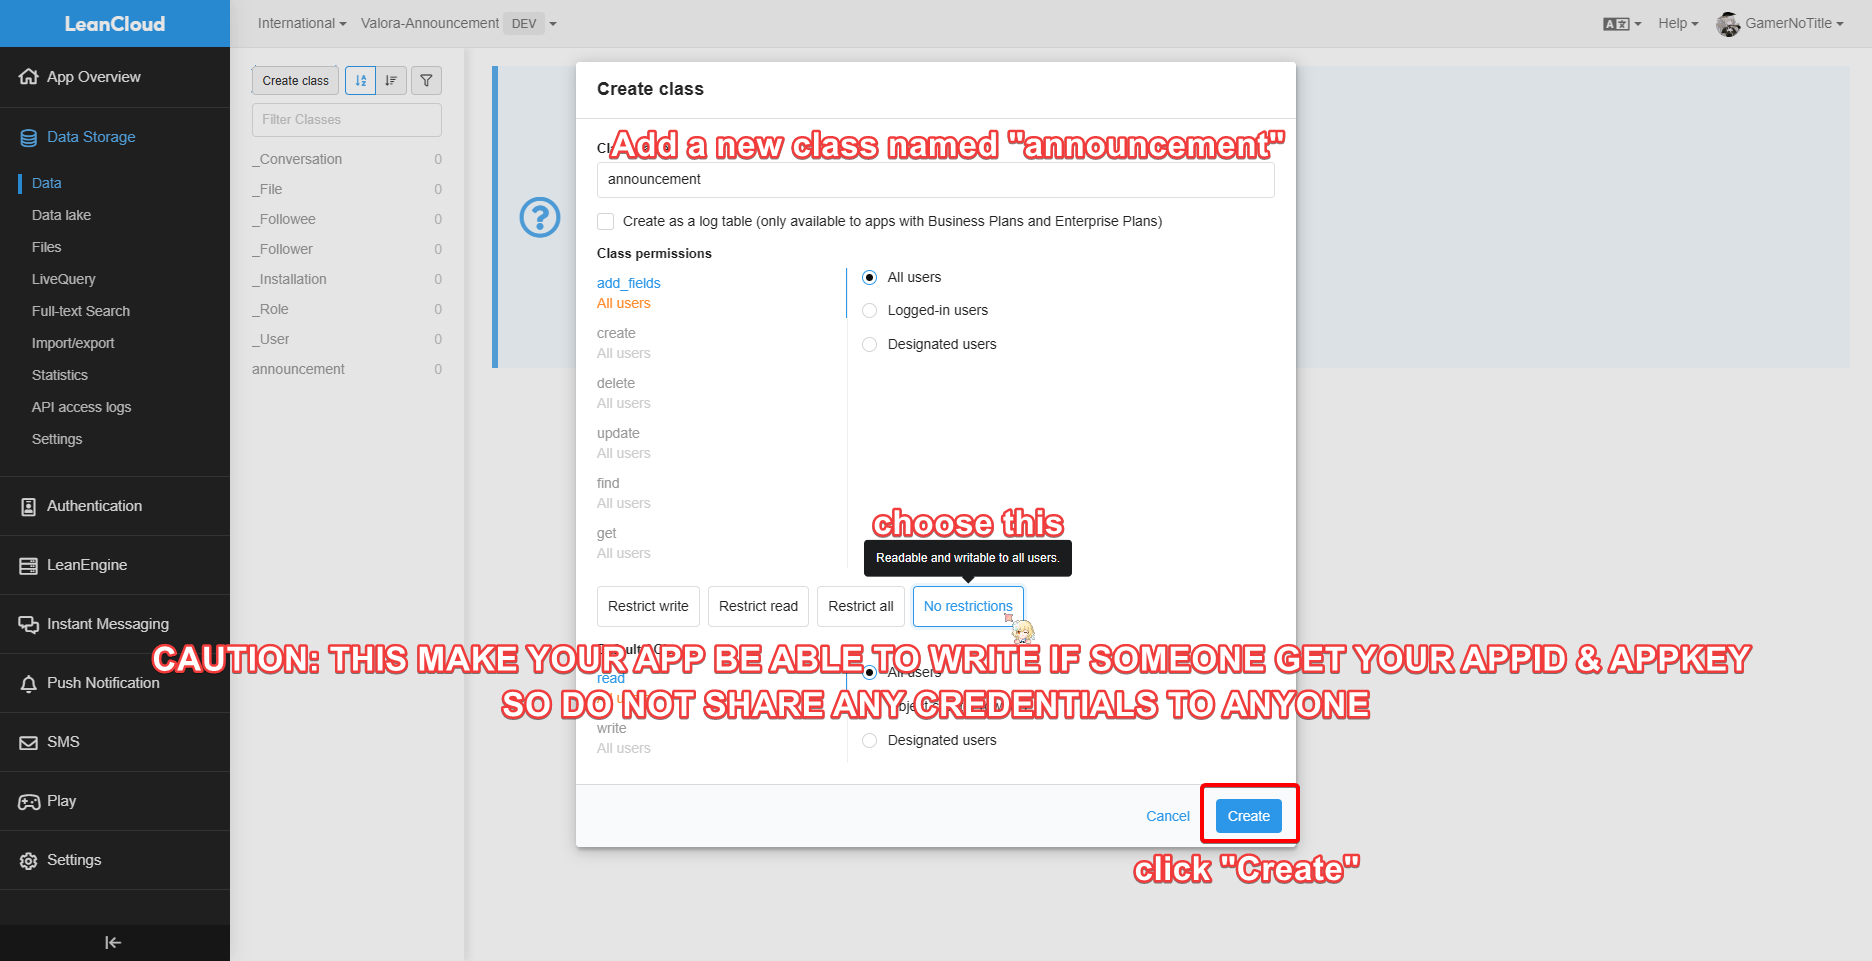 LeanCloud
International
Valora-Announcement DEV
Help
GamerNoTitle
App Overview
Data Storage
Data
Data lake
Files
LiveQuery
Full-text Search
Import/export
Statistics
API access logs
Settings
Authentication
LeanEngine
Instant Messaging
Push Notification
SMS
Play
Settings
Create class
Filter Classes
_Conversation 0
_File 0
_Followee 0
_Follower 0
_Installation 0
_Role 0
_User 0
announcement 0
Create class
Add a new class named "announcement"
announcement
Create as a log table (only available to apps with Business Plans and Enterprise Plans)
Class permissions
add_fields
All users
create
All users
delete
All users
update
All users
find
All users
get
All users
All users
Logged-in users
Designated users
choose this
Readable and writable to all users.
Restrict write
Restrict read
Restrict all
No restrictions
CAUTION: THIS MAKE YOUR APP BE ABLE TO WRITE IF SOMEONE GET YOUR APPID & APPKEY
SO DO NOT SHARE ANY CREDENTIALS TO ANYONE
read
write
All users
All users
Designated users
Cancel
Create
click "Create"